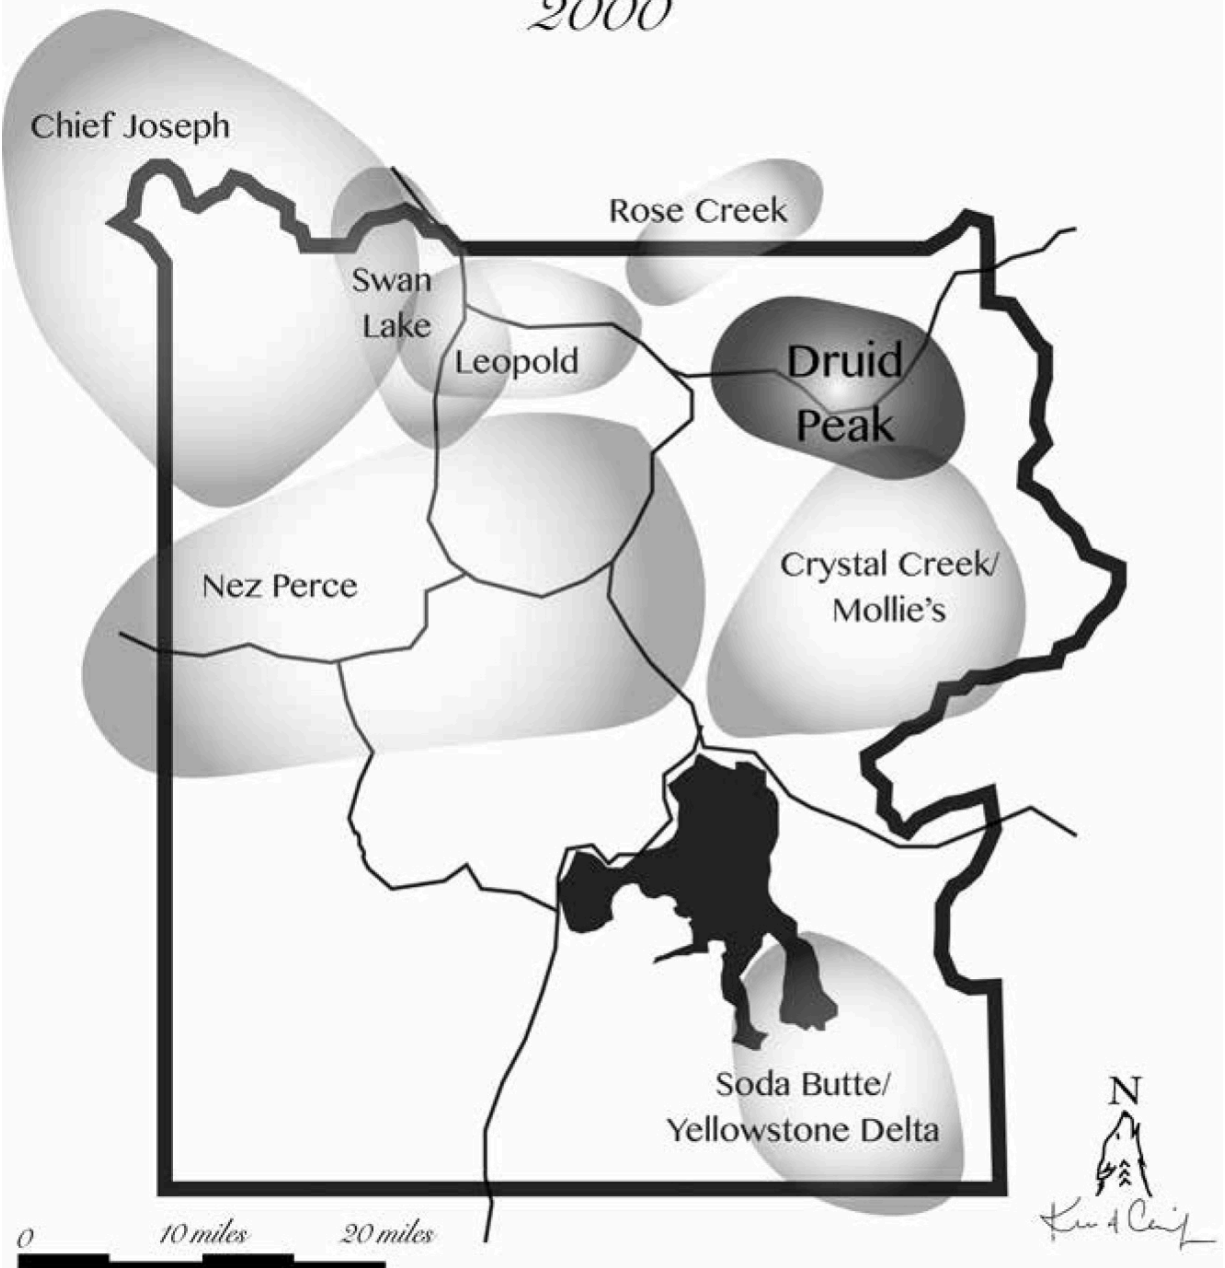 2000
Chief Joseph
Rose Creek
Swan
Lake
Leopold
Druid
Peak
Crystal Creek/
Mollie's
Nez Perce
Soda Butte/
Yellowstone Delta
N
0 10 miles 20 miles